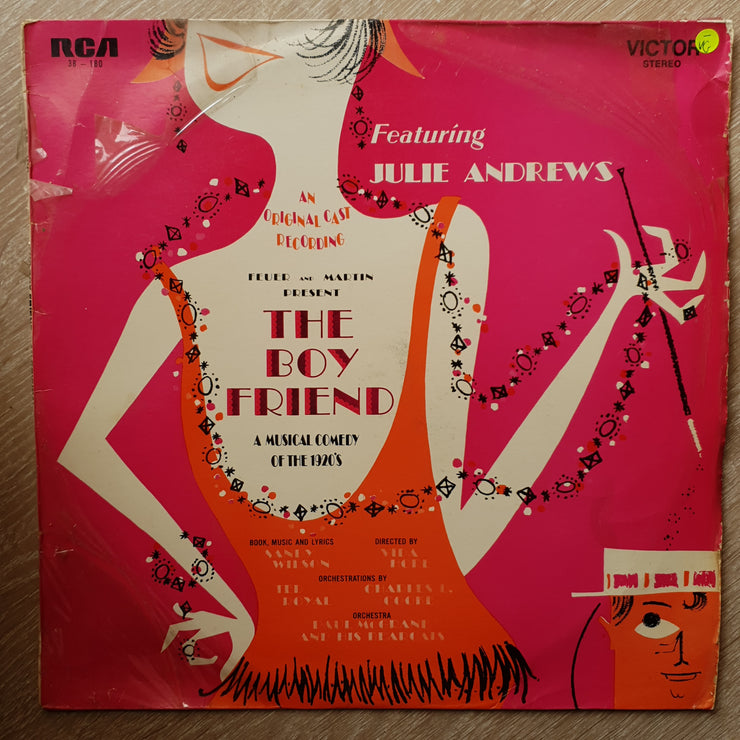 RCA
38 - 180
VICTOR
STEREO
Featuring
JULIE ANDREWS
AN
ORIGINAL CAST
RECORDING
FEUER AND MARTIN
PRESENT
THE
BOY
FRIEND
A MUSICAL COMEDY
OF THE 1920'S
BOOK, MUSIC AND LYRICS
SANDY
WILSON
DIRECTED BY
VIDA
HOPE
ORCHESTRATIONS BY
TED
ROYAL
CHARLES L.
COOKE
ORCHESTRA
PAUL McGRANE
AND HIS BEARCATS